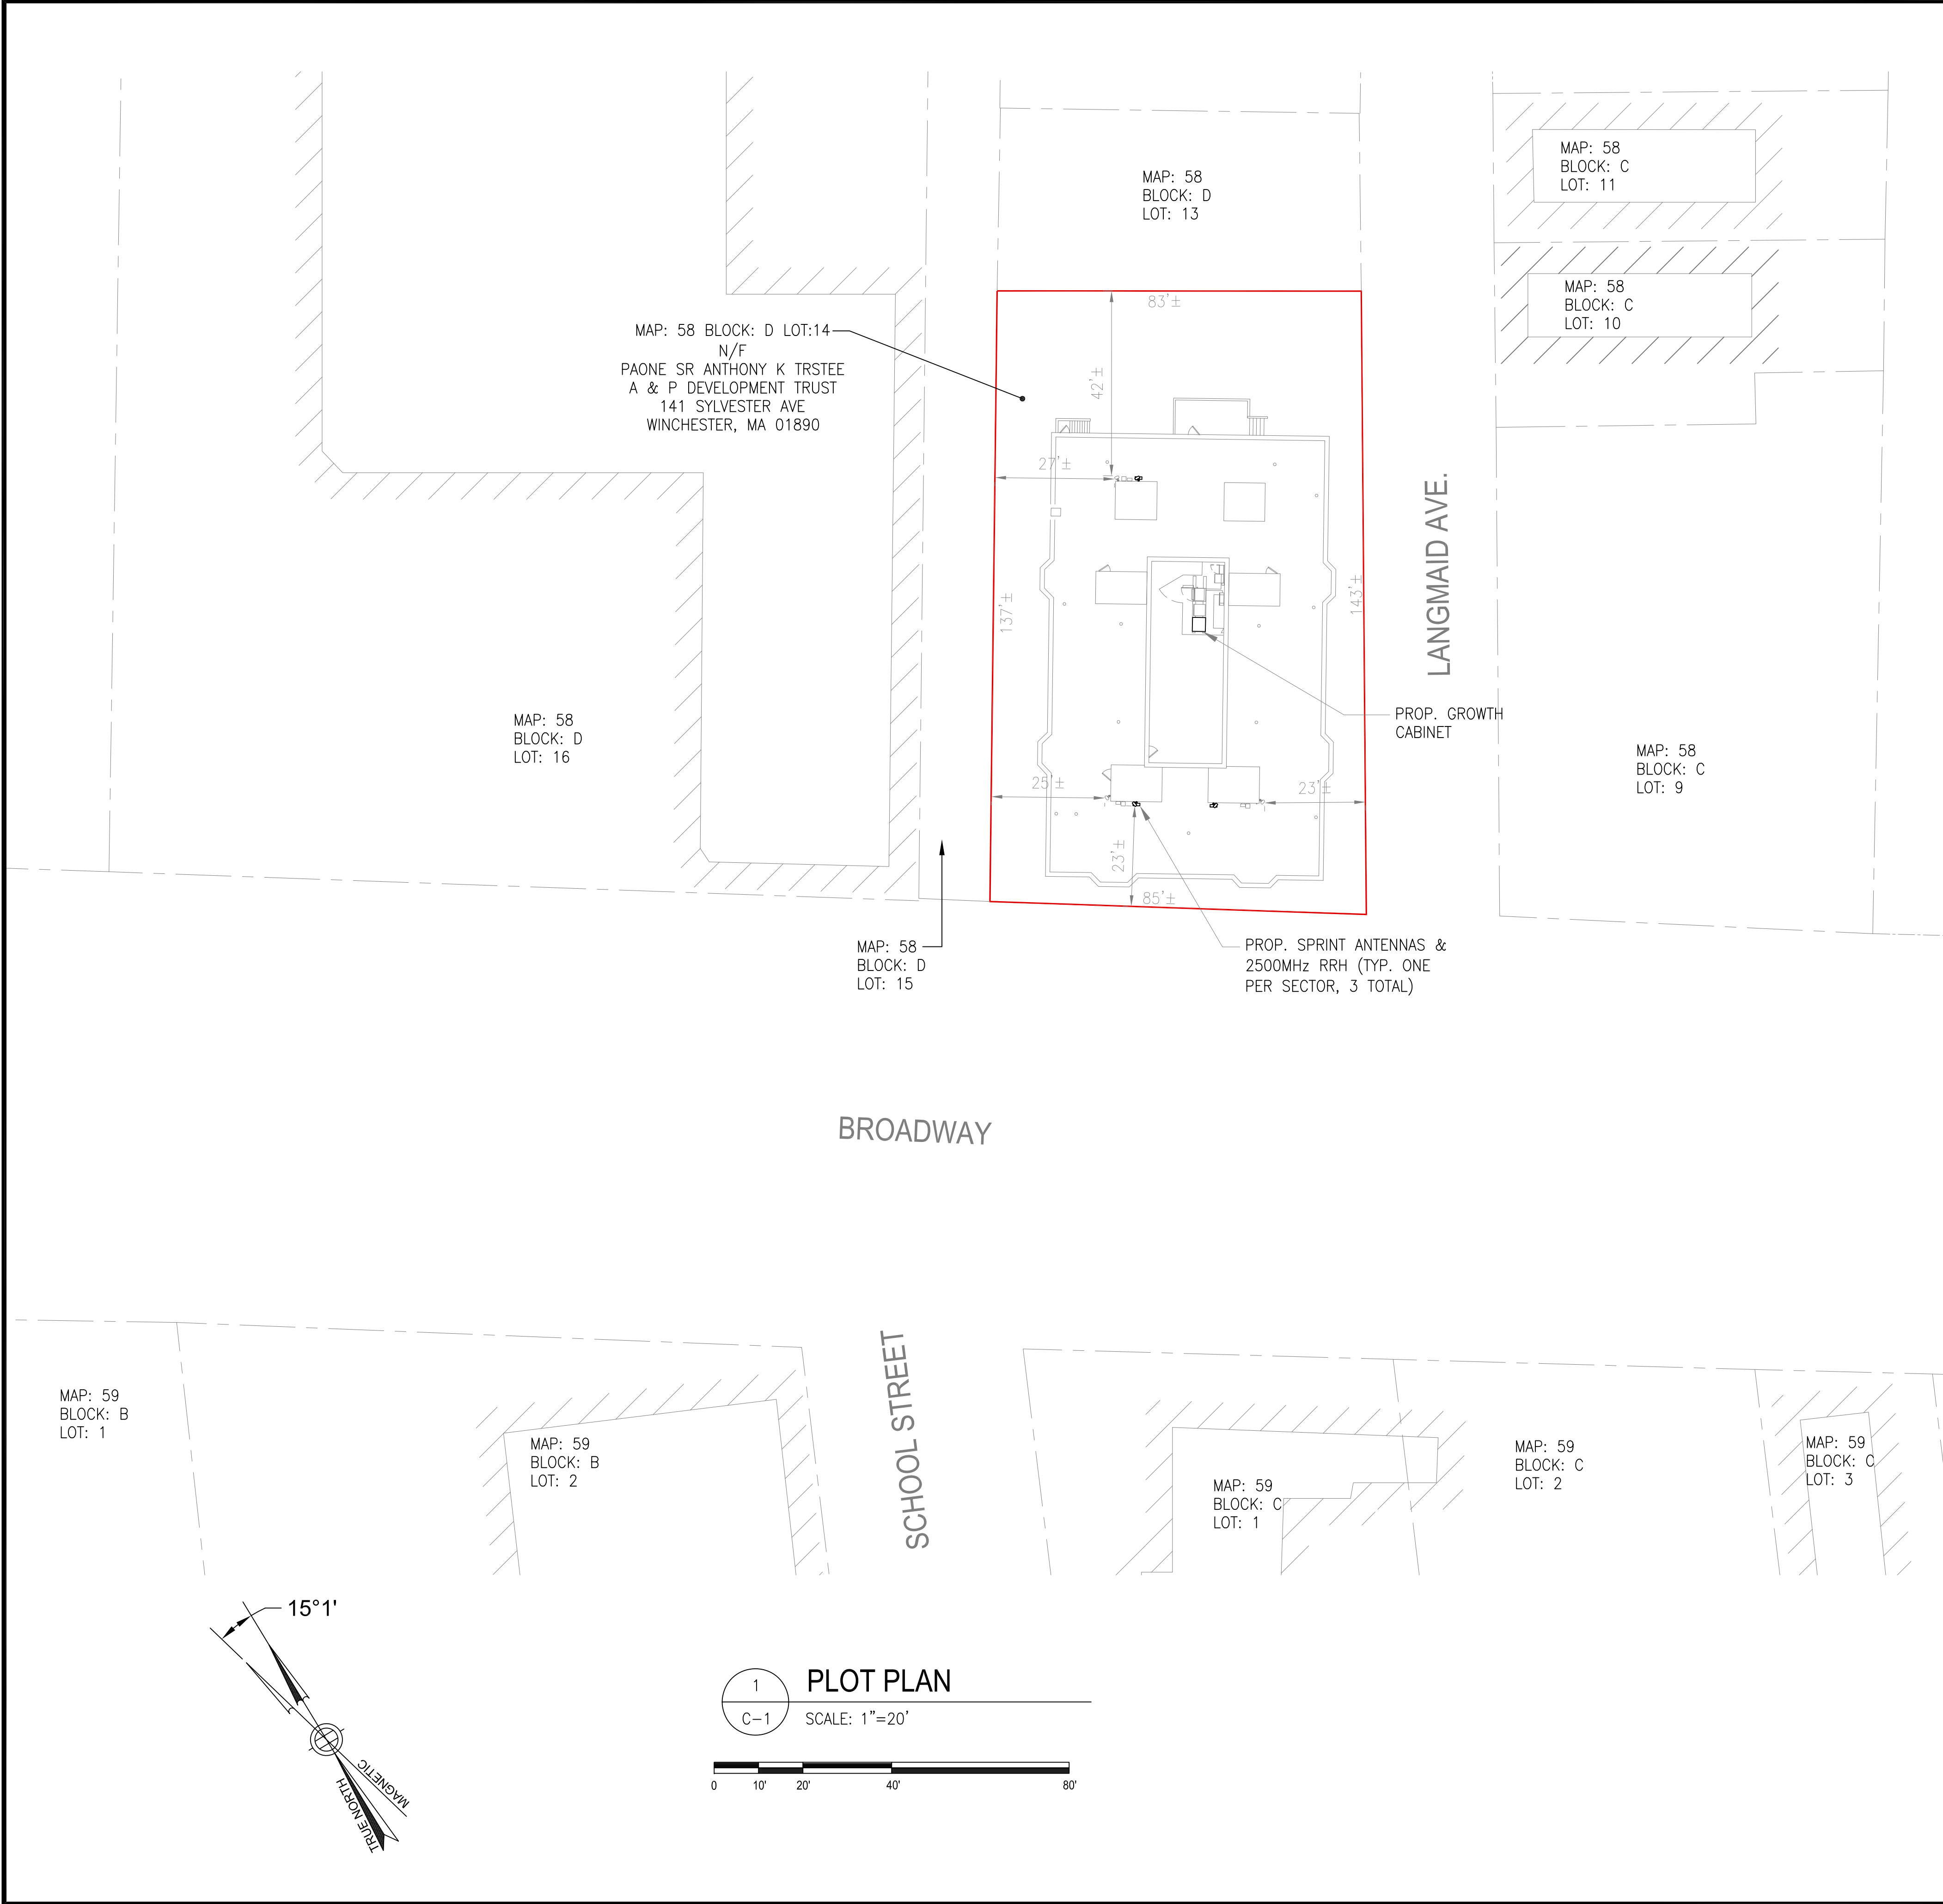 MAP: 58
BLOCK: C
LOT: 11
MAP: 58
BLOCK: D
LOT: 13
MAP: 58
BLOCK: C
LOT: 10
83'±
MAP: 58 BLOCK: D LOT:14
N/F
PAONE SR ANTHONY K TRSTEE
A & P DEVELOPMENT TRUST
141 SYLVESTER AVE
WINCHESTER, MA 01890
42'±
27'±
LANGMAID AVE.
137'±
143'±
PROP. GROWTH
CABINET
MAP: 58
BLOCK: D
LOT: 16
MAP: 58
BLOCK: C
LOT: 9
25'±
23'±
23'±
85'±
MAP: 58
BLOCK: D
LOT: 15
PROP. SPRINT ANTENNAS &
2500MHz RRH (TYP. ONE
PER SECTOR, 3 TOTAL)
BROADWAY
SCHOOL STREET
MAP: 59
BLOCK: B
LOT: 1
MAP: 59
BLOCK: B
LOT: 2
MAP: 59
BLOCK: C
LOT: 1
MAP: 59
BLOCK: C
LOT: 2
MAP: 59
BLOCK: C
LOT: 3
15°1'
TRUE NORTH
MAGNETIC
1
C-1
PLOT PLAN
SCALE: 1"=20'
0 10' 20' 40' 80'